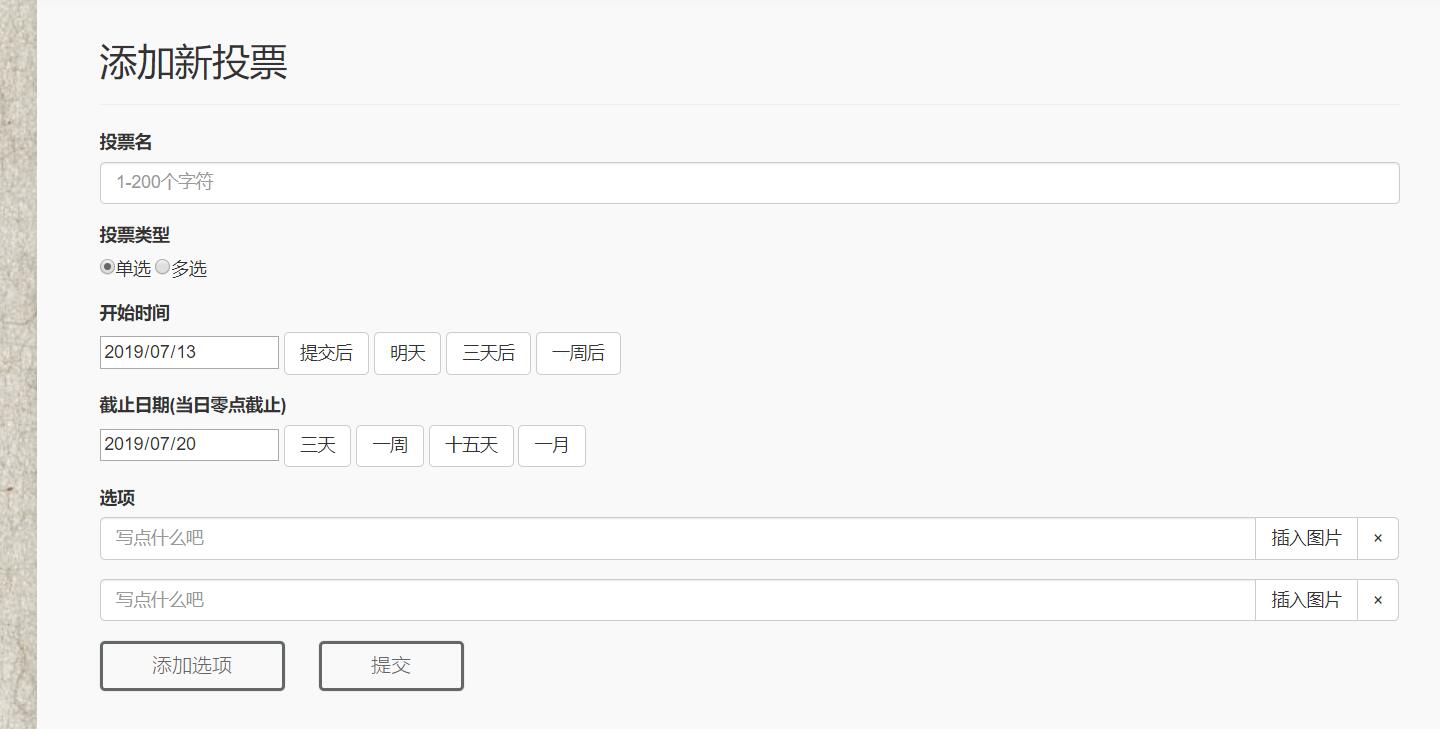 添加新投票
投票名
1-200个字符
投票类型
单选 多选
开始时间
2019/07/13 提交后 明天 三天后 一周后
截止日期(当日零点截止)
2019/07/20 三天 一周 十五天 一月
选项
写点什么吧 插入图片 ×
写点什么吧 插入图片 ×
添加选项 提交